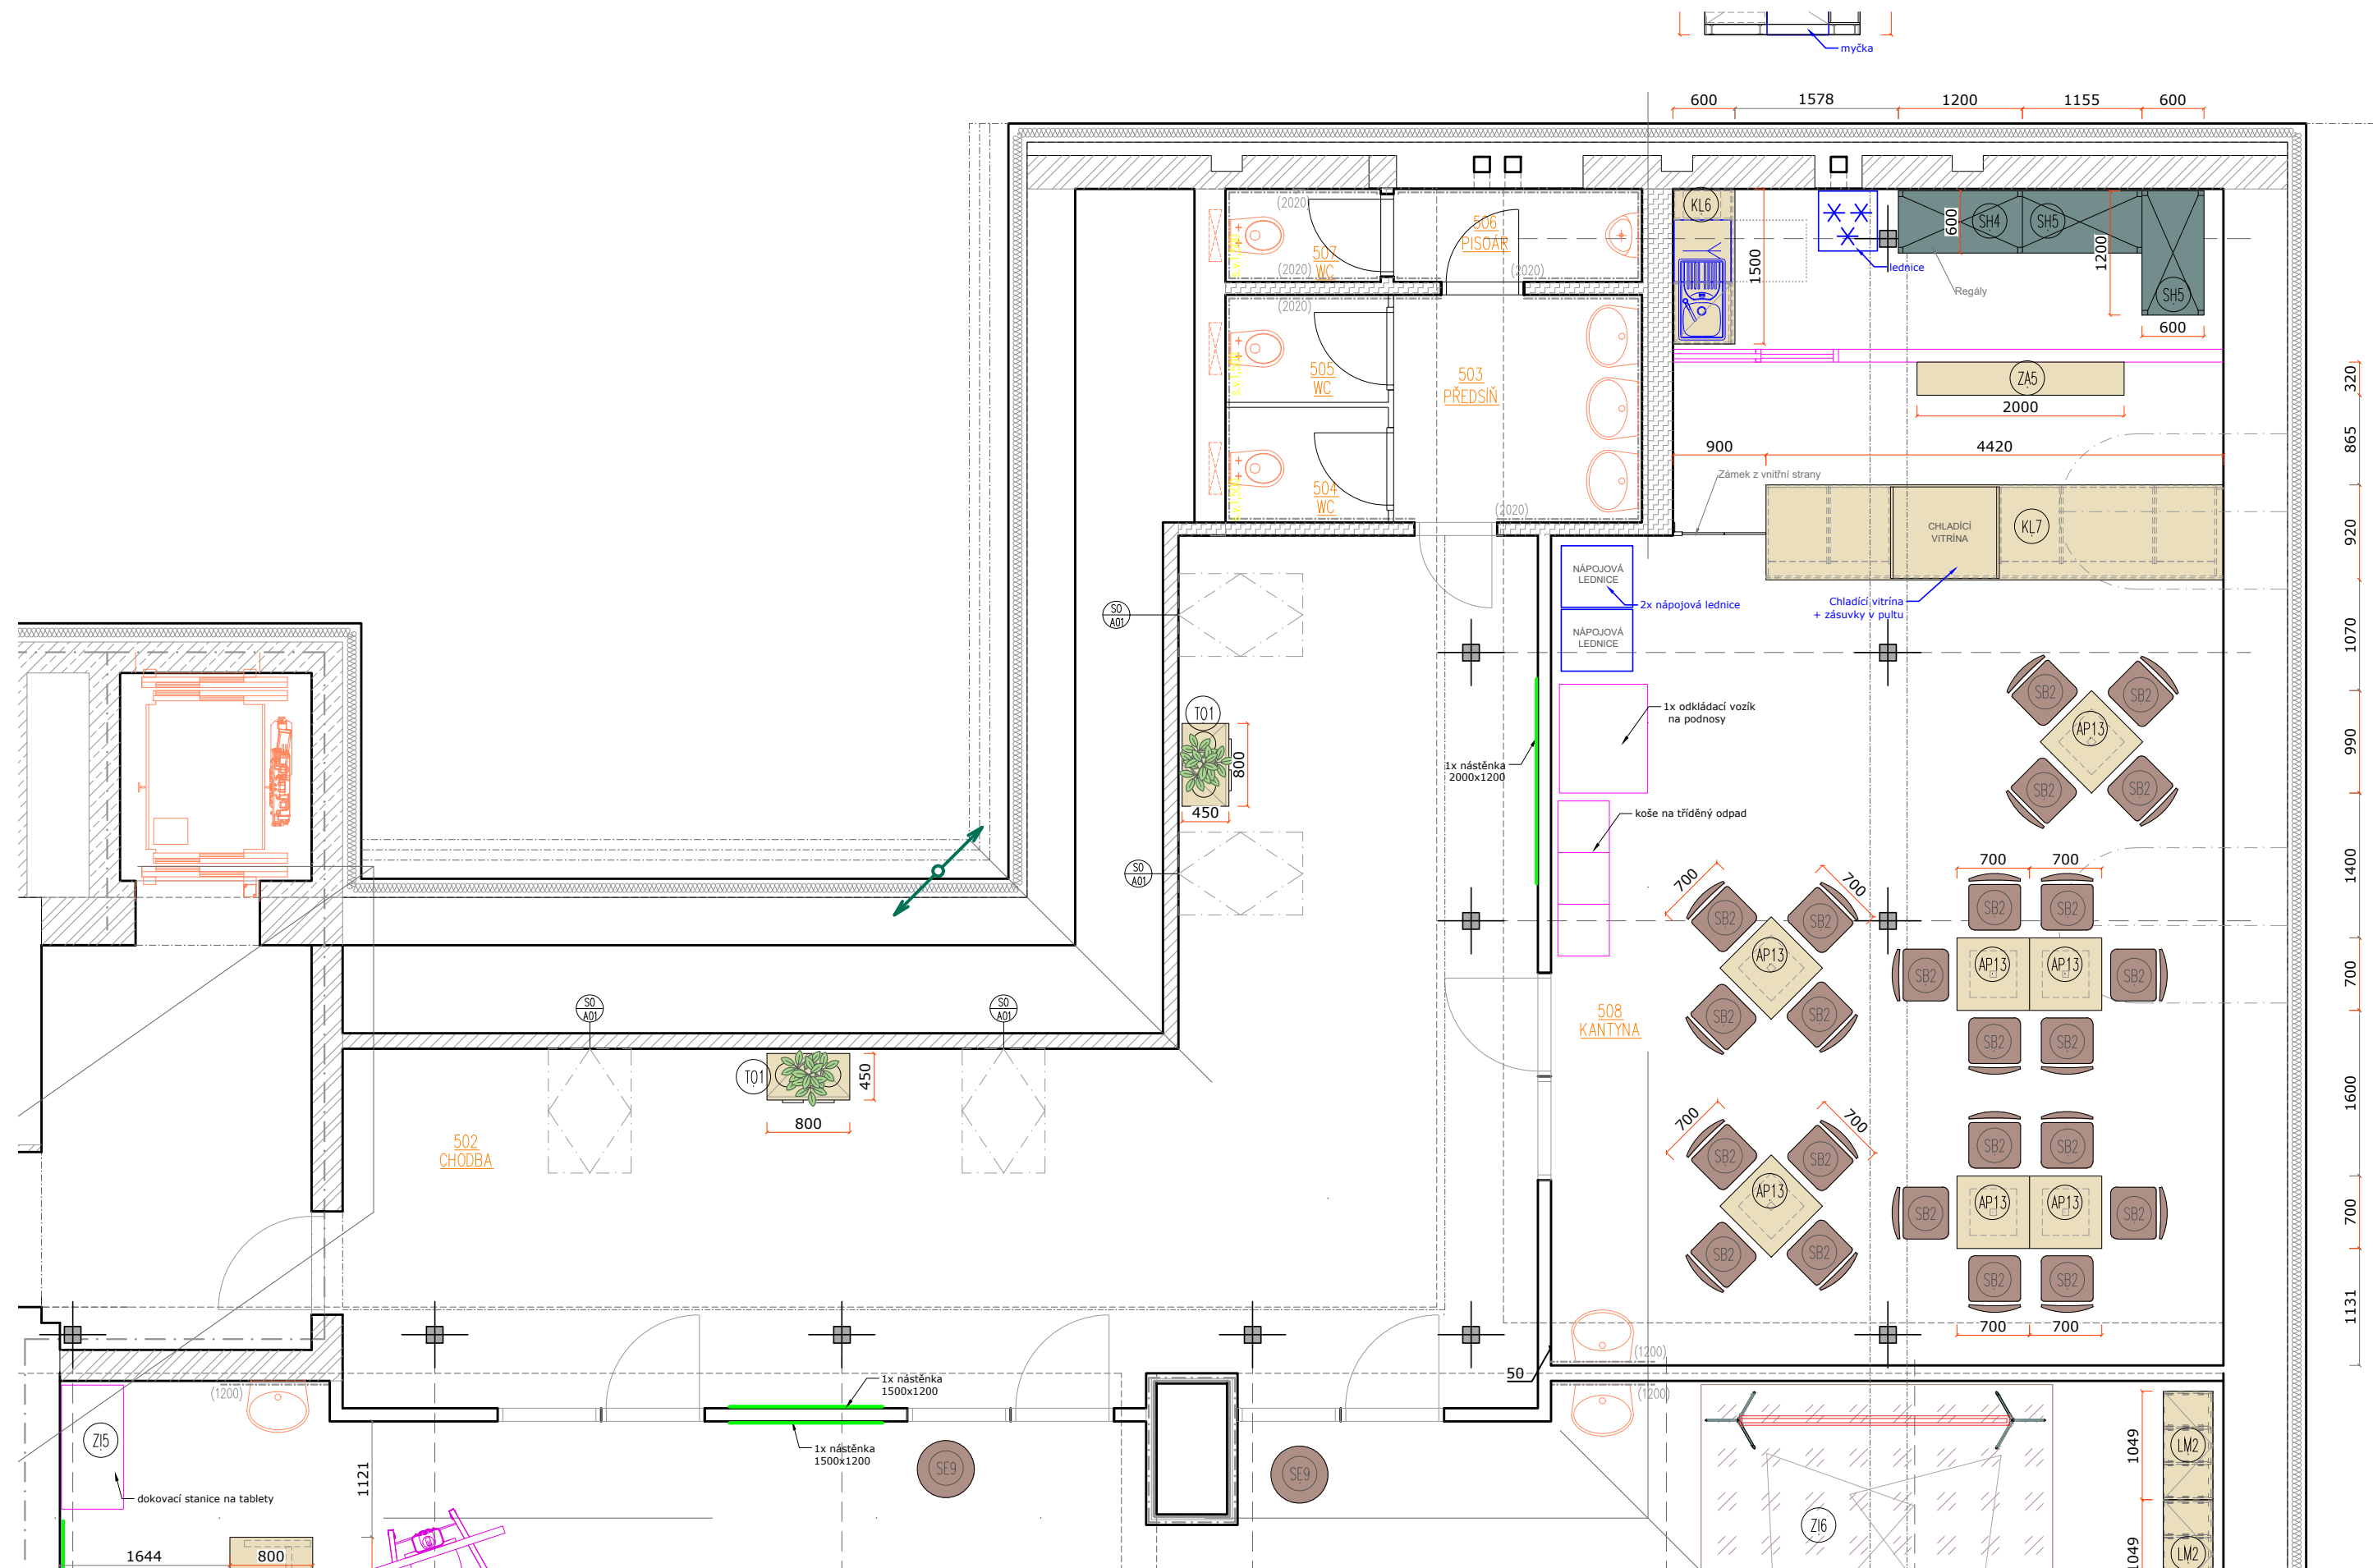 myčka
600
1578
1200
1155
600
(2020)
KL6
506
PISOÁR
507
WC
(2020)
(2020)
1500
lednice
600
SH4
SH5
1200
Regály
SH5
600
(2020)
505
WC
503
PŘEDSÍŇ
ZA5
2000
320
900
4420
865
Zámek z vnitřní strany
504
WC
(2020)
CHLADÍCÍ
VITRÍNA
KL7
920
NÁPOJOVÁ
LEDNICE
2x nápojová lednice
Chladící vitrína
+ zásuvky v pultu
S0
A01
NÁPOJOVÁ
LEDNICE
1070
SB2
SB2
T01
1x odkládací vozík
na podnosy
AP13
800
990
1x nástěnka
2000x1200
SB2
SB2
450
koše na tříděný odpad
S0
A01
700
700
700
700
1400
SB2
SB2
SB2
SB2
AP13
SB2
AP13
AP13
SB2
700
S0
A01
S0
A01
508
KANTYNA
SB2
SB2
SB2
SB2
T01
450
800
1600
502
CHODBA
700
700
SB2
SB2
SB2
SB2
AP13
SB2
AP13
AP13
SB2
700
SB2
SB2
SB2
SB2
700
700
1131
(1200)
50
(1200)
(1200)
1x nástěnka
1500x1200
1x nástěnka
1500x1200
ZI5
SE9
SE9
1049
LM2
1121
dokovací stanice na tablety
ZI6
1644
800
1049
LM2